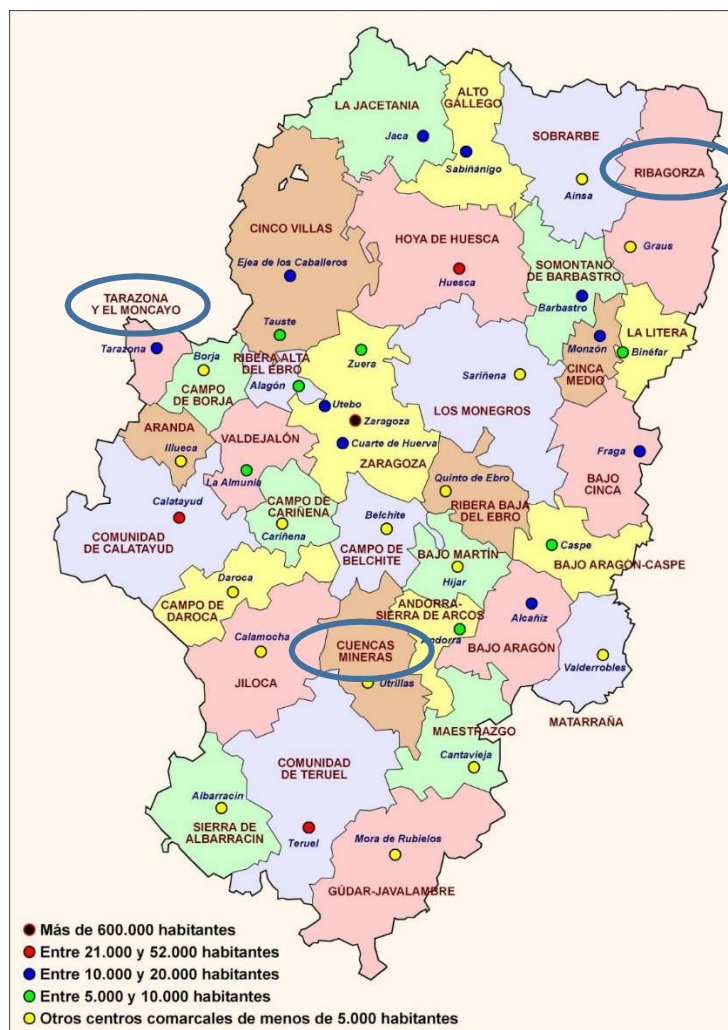 LA JACETANIA
Jaca
ALTO
GÁLLEGO
Sabiñánigo
SOBRARBE
Aínsa
RIBAGORZA
Graus
CINCO VILLAS
Ejea de los Caballeros
Tauste
HOYA DE HUESCA
Huesca
SOMONTANO
DE BARBASTRO
Barbastro
LA LITERA
Binéfar
Monzón
CINCA
MEDIO
TARAZONA
Y EL MONCAYO
Tarazona
Borja
CAMPO
DE BORJA
RIBERA ALTA
DEL EBRO
Alagón
Zuera
Utebo
Zaragoza
Cuarte de Huerva
ZARAGOZA
Sariñena
LOS MONEGROS
Fraga
BAJO
CINCA
ARANDA
Illueca
VALDEJALÓN
La Almunia
Calatayud
COMUNIDAD
DE CALATAYUD
CAMPO DE
CARIÑENA
Cariñena
Belchite
CAMPO DE
BELCHITE
Quinto de Ebro
RIBERA BAJA
DEL EBRO
Caspe
BAJO ARAGÓN-CASPE
BAJO MARTÍN
Hijar
Daroca
CAMPO DE
DAROCA
Calamocha
JILOCA
CUENCAS
MINERAS
Utrillas
ANDORRA-
SIERRA DE ARCOS
Andorra
Alcañiz
BAJO ARAGÓN
Valderrobles
MATARRAÑA
MAESTRAZGO
Cantavieja
COMUNIDAD
DE TERUEL
Teruel
Albarracín
SIERRA DE
ALBARRACIN
Mora de Rubielos
GÚDAR-JAVALAMBRE
Más de 600.000 habitantes
Entre 21.000 y 52.000 habitantes
Entre 10.000 y 20.000 habitantes
Entre 5.000 y 10.000 habitantes
Otros centros comarcales de menos de 5.000 habitantes